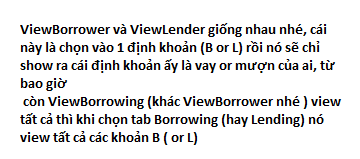 ViewBorrower và ViewLender giống nhau nhé, cái
này là chọn vào 1 định khoản (B or L) rồi nó sẽ chỉ
show ra cái định khoản ấy là vay or mượn của ai, từ
bao giờ
còn ViewBorrowing (khác ViewBorrower nhé ) view
tất cả thì khi chọn tab Borrowing (hay Lending) nó
view tất cả các khoản B ( or L)